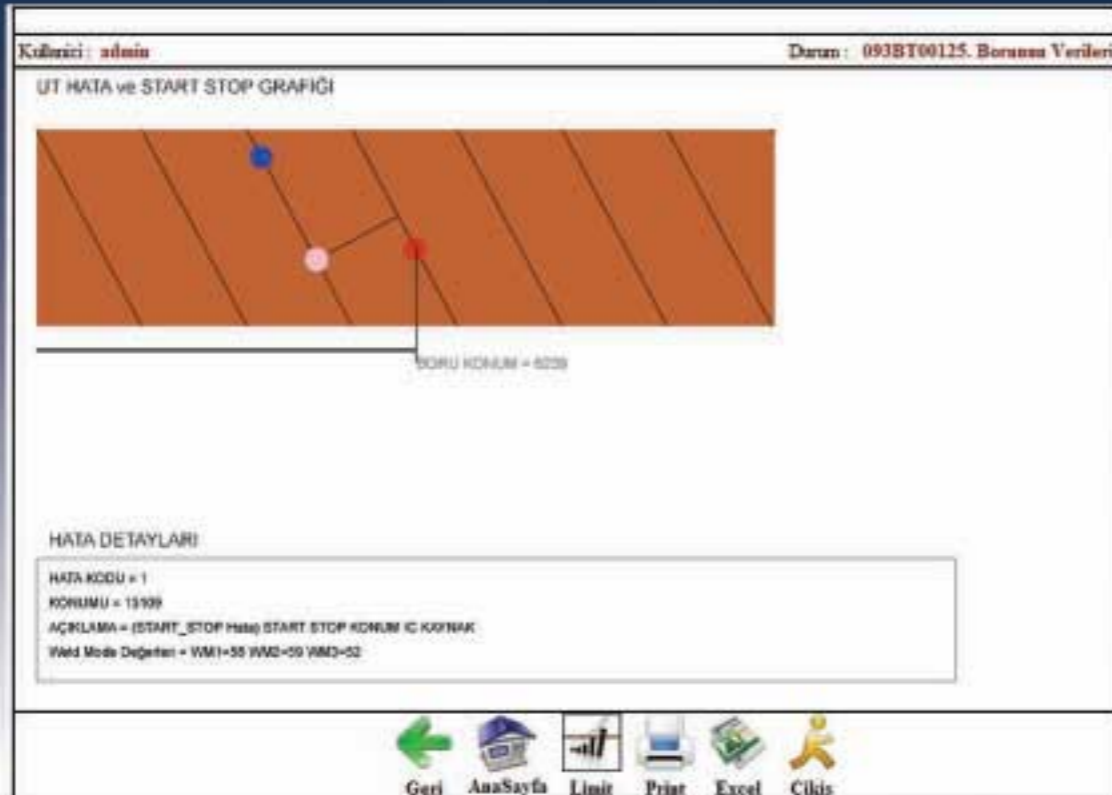 Kullanici : admin
Durum : 093BT00125. Borunun Verileri
UT HATA ve START STOP GRAFİĞİ
BORU KONUM = 6239
HATA DETAYLARI
HATA KODU = 1
KONUMU = 15109
AÇIKLAMA = (START_STOP Hata) START STOP KONUM IC KAYNAK
Weld Mode Değerleri = WM1=58 WM2=59 WM3=52
Geri
AnaSayfa
Limit
Print
Excel
Cikis